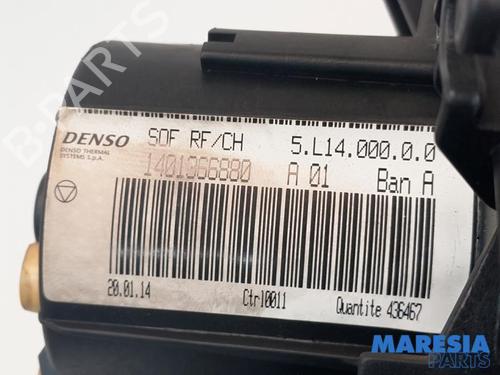 DENSO
DENSO THERMAL
SYSTEMS S.p.A.
SOF RF/CH 5.L14.000.0.0
1401366880 A 01 Ban A
20.01.14 Ctrl0011 Quantite 436467
B-PARTS
MARESIA
PARTS